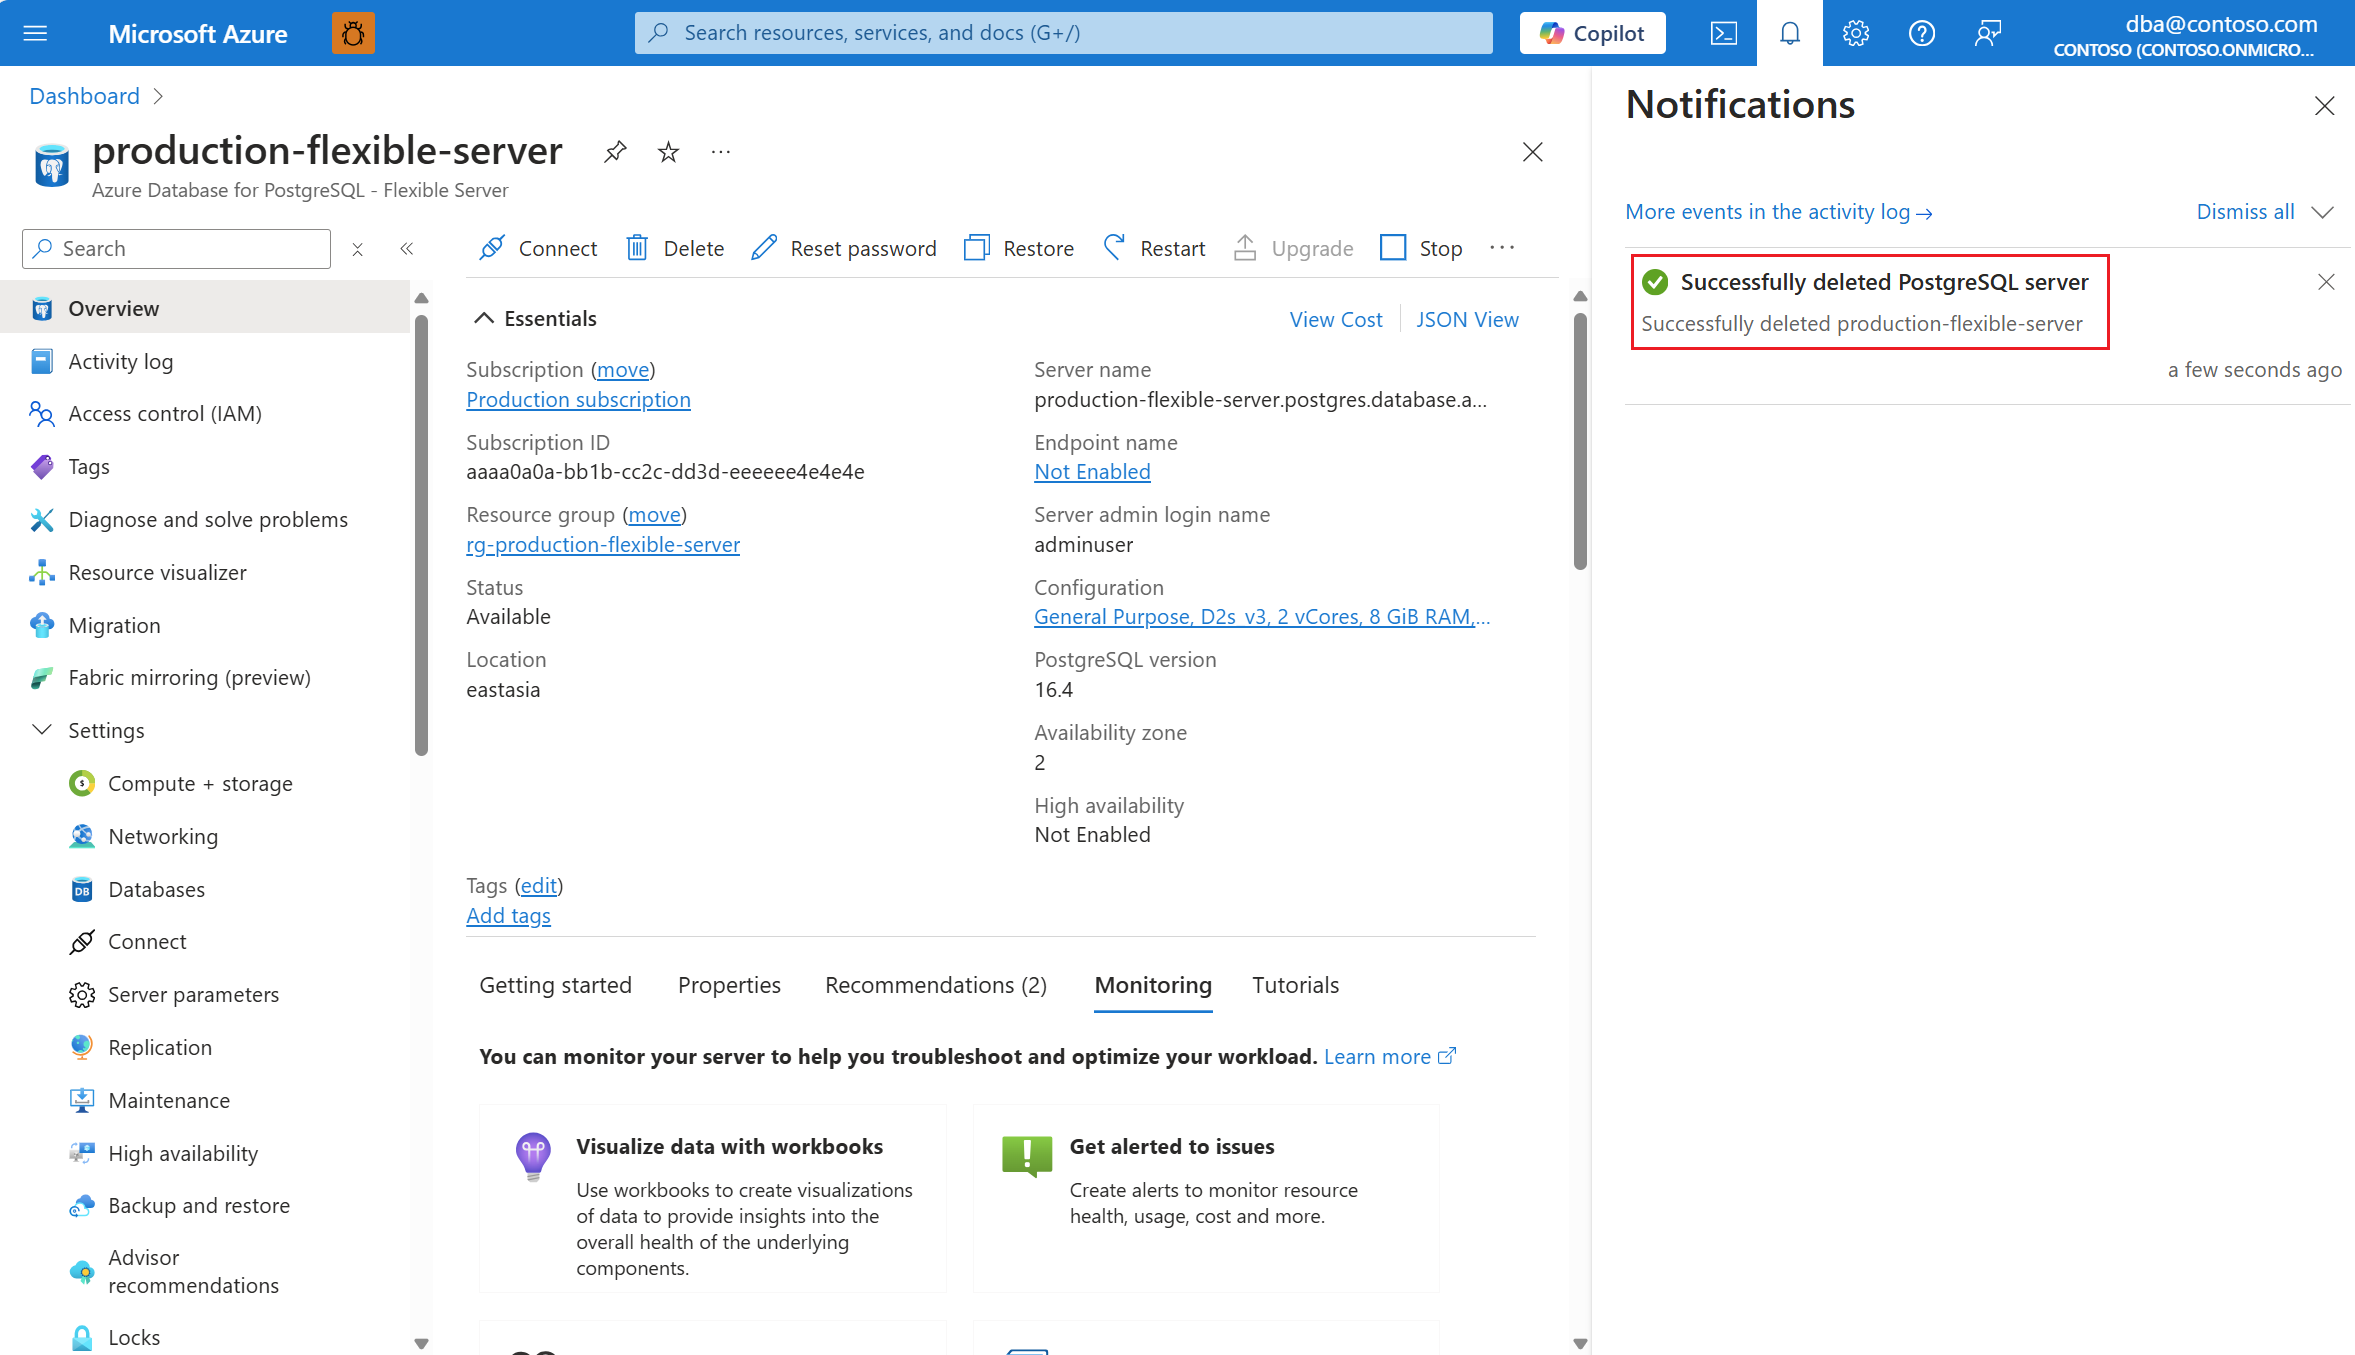 Microsoft Azure
Search resources, services, and docs (G+/)
Copilot
dba@contoso.com
CONTOSO (CONTOSO.ONMICRO...
Dashboard
production-flexible-server
Azure Database for PostgreSQL - Flexible Server
Search
Overview
Activity log
Access control (IAM)
Tags
Diagnose and solve problems
Resource visualizer
Migration
Fabric mirroring (preview)
Settings
Compute + storage
Networking
Databases
Connect
Server parameters
Replication
Maintenance
High availability
Backup and restore
Advisor
recommendations
Locks
Connect
Delete
Reset password
Restore
Restart
Upgrade
Stop
Essentials
View Cost
JSON View
Subscription (move)
Production subscription
Subscription ID
aaaa0a0a-bb1b-cc2c-dd3d-eeeeee4e4e4e
Resource group (move)
rg-production-flexible-server
Status
Available
Location
eastasia
Server name
production-flexible-server.postgres.database.a...
Endpoint name
Not Enabled
Server admin login name
adminuser
Configuration
General Purpose, D2s_v3, 2 vCores, 8 GiB RAM,...
PostgreSQL version
16.4
Availability zone
2
High availability
Not Enabled
Tags (edit)
Add tags
Getting started
Properties
Recommendations (2)
Monitoring
Tutorials
You can monitor your server to help you troubleshoot and optimize your workload. Learn more
Visualize data with workbooks
Use workbooks to create visualizations
of data to provide insights into the
overall health of the underlying
components.
Get alerted to issues
Create alerts to monitor resource
health, usage, cost and more.
Notifications
More events in the activity log →
Dismiss all
Successfully deleted PostgreSQL server
Successfully deleted production-flexible-server
a few seconds ago